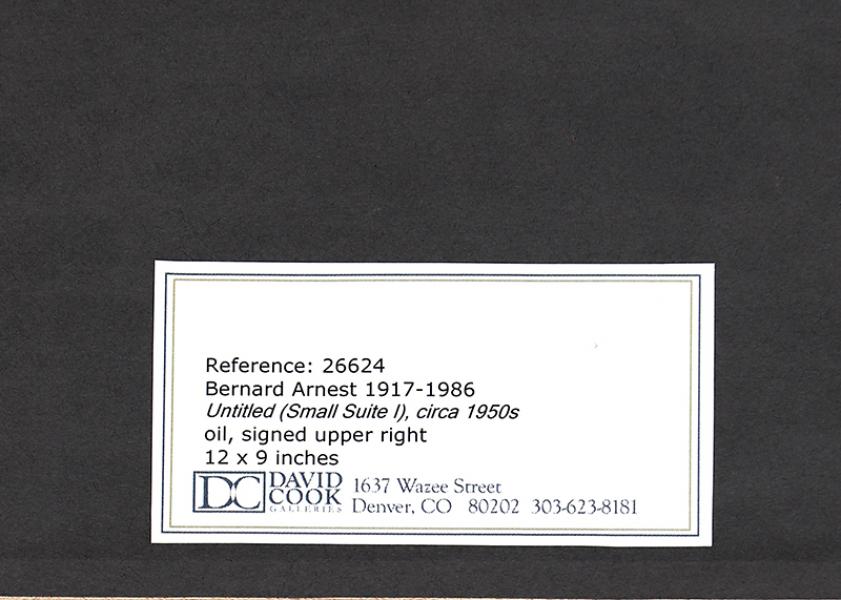 Reference: 26624
Bernard Arnest 1917-1986
Untitled (Small Suite I), circa 1950s
oil, signed upper right
12 x 9 inches
DC DAVID COOK GALLERIES
1637 Wazee Street
Denver, CO 80202 303-623-8181